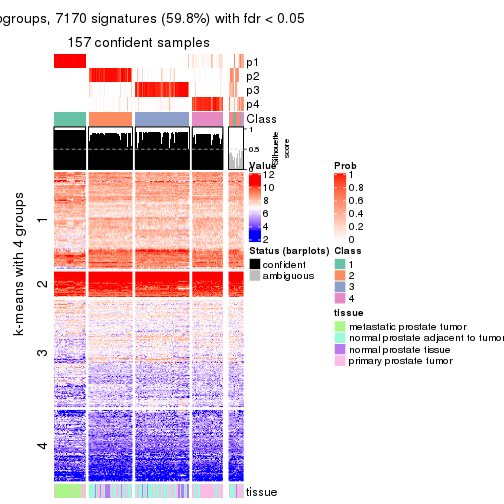 ogroups, 7170 signatures (59.8%) with fdr < 0.05
157 confident samples
p1
p2
p3
p4
Class
1
0.5
0
Silhouette
score
k-means with 4 groups
1
2
3
4
tissue
Value
12
10
8
6
4
2
Prob
1
0.8
0.6
0.4
0.2
0
Status (barplots)
confident
ambiguous
Class
1
2
3
4
tissue
metastatic prostate tumor
normal prostate adjacent to tumor
normal prostate tissue
primary prostate tumor